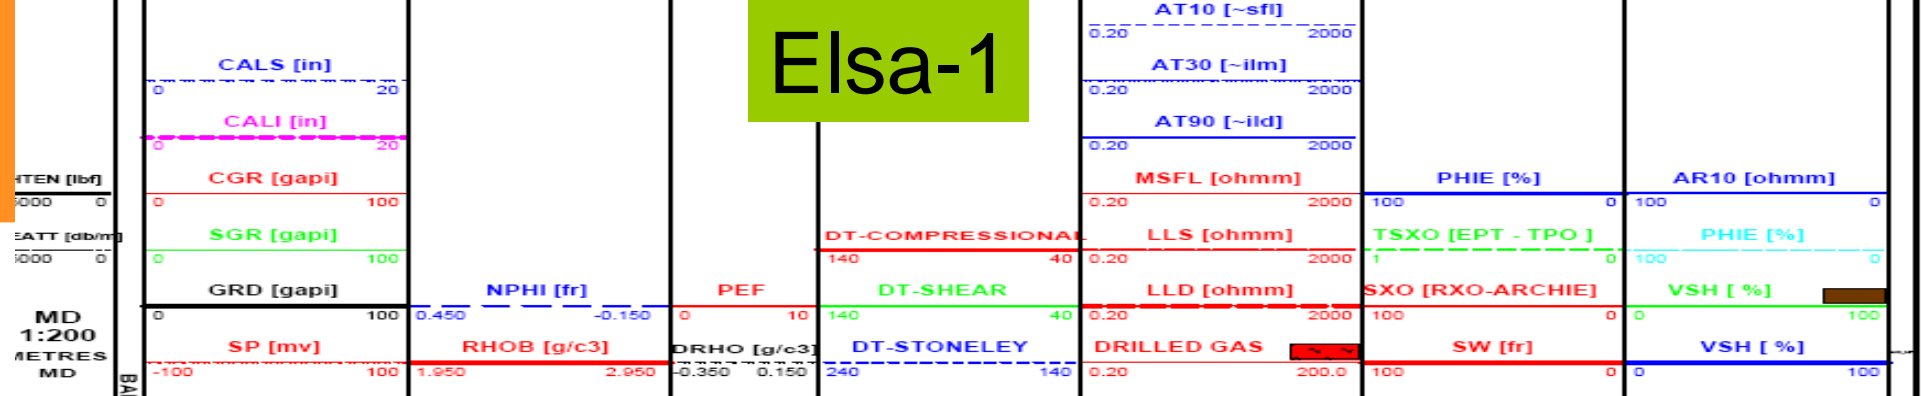 Elsa-1
HTEN [lbf]
5000 0
EATT [db/m]
5000 0
MD
1:200
METRES
MD
CALS [in]
0 20
CALI [in]
0 20
CGR [gapi]
0 100
SGR [gapi]
0 100
GRD [gapi]
0 100
SP [mv]
-100 100
NPHI [fr]
0.450 -0.150
RHOB [g/c3]
1.950 2.950
PEF
0 10
DRHO [g/c3]
-0.350 0.150
DT-COMPRESSIONAL
140 40
DT-SHEAR
140 40
DT-STONELEY
240 140
AT10 [~sfl]
0.20 2000
AT30 [~ilm]
0.20 2000
AT90 [~ild]
0.20 2000
MSFL [ohmm]
0.20 2000
LLS [ohmm]
0.20 2000
LLD [ohmm]
0.20 2000
DRILLED GAS
0.20 200.0
PHIE [%]
100 0
TSXO [EPT - TPO ]
1 0
SXO [RXO-ARCHIE]
100 0
SW [fr]
100 0
AR10 [ohmm]
100 0
PHIE [%]
100 0
VSH [ %]
0 100
VSH [ %]
0 100